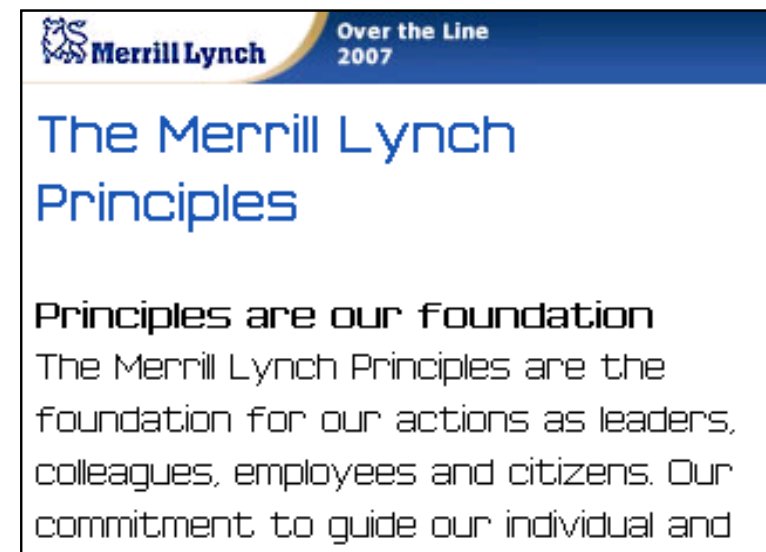 Merrill Lynch
Over the Line
2007
The Merrill Lynch
Principles
Principles are our foundation
The Merrill Lynch Principles are the
foundation for our actions as leaders,
colleagues, employees and citizens. Our
commitment to guide our individual and